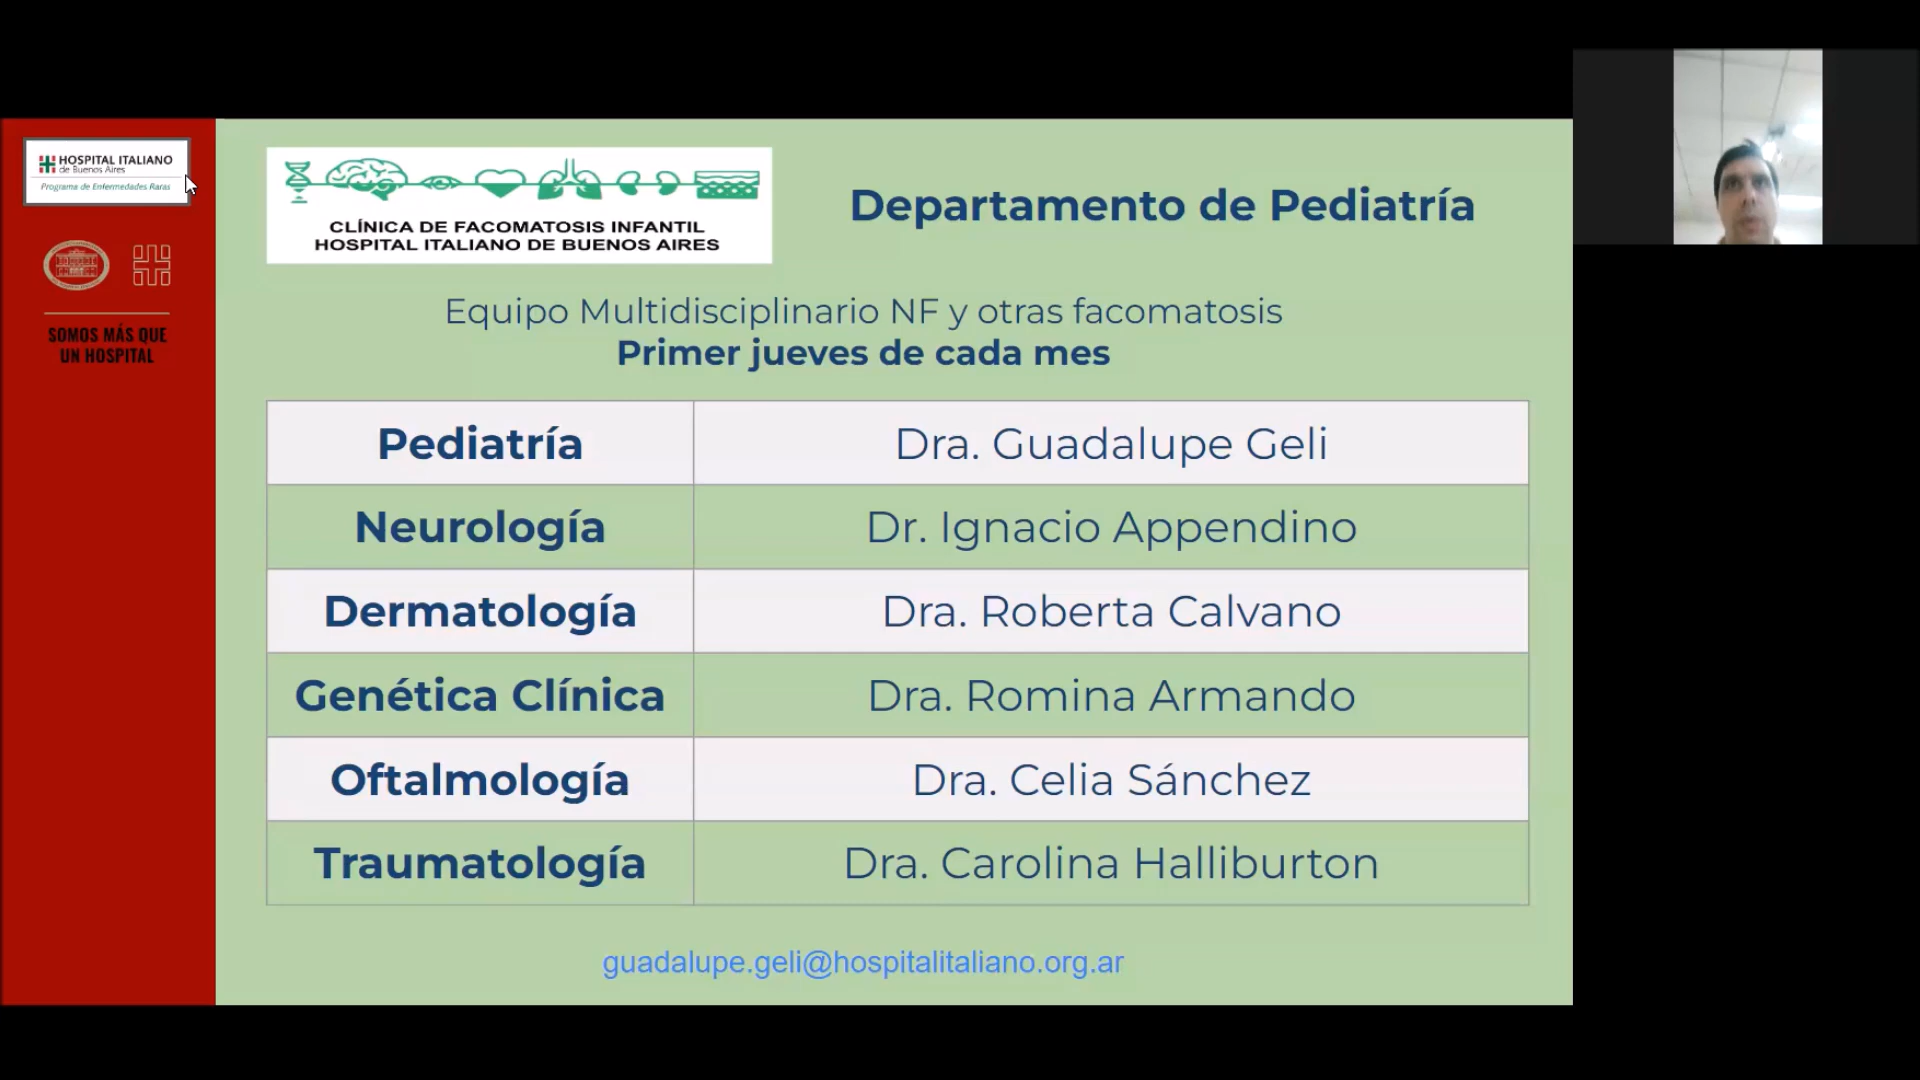 HOSPITAL ITALIANO
de Buenos Aires
Programa de Enfermedades Raras
SOMOS MÁS QUE
UN HOSPITAL
CLÍNICA DE FACOMATOSIS INFANTIL
HOSPITAL ITALIANO DE BUENOS AIRES
Departamento de Pediatría
Equipo Multidisciplinario NF y otras facomatosis
Primer jueves de cada mes
Pediatría Dra. Guadalupe Geli
Neurología Dr. Ignacio Appendino
Dermatología Dra. Roberta Calvano
Genética Clínica Dra. Romina Armando
Oftalmología Dra. Celia Sánchez
Traumatología Dra. Carolina Halliburton
guadalupe.geli@hospitalitaliano.org.ar